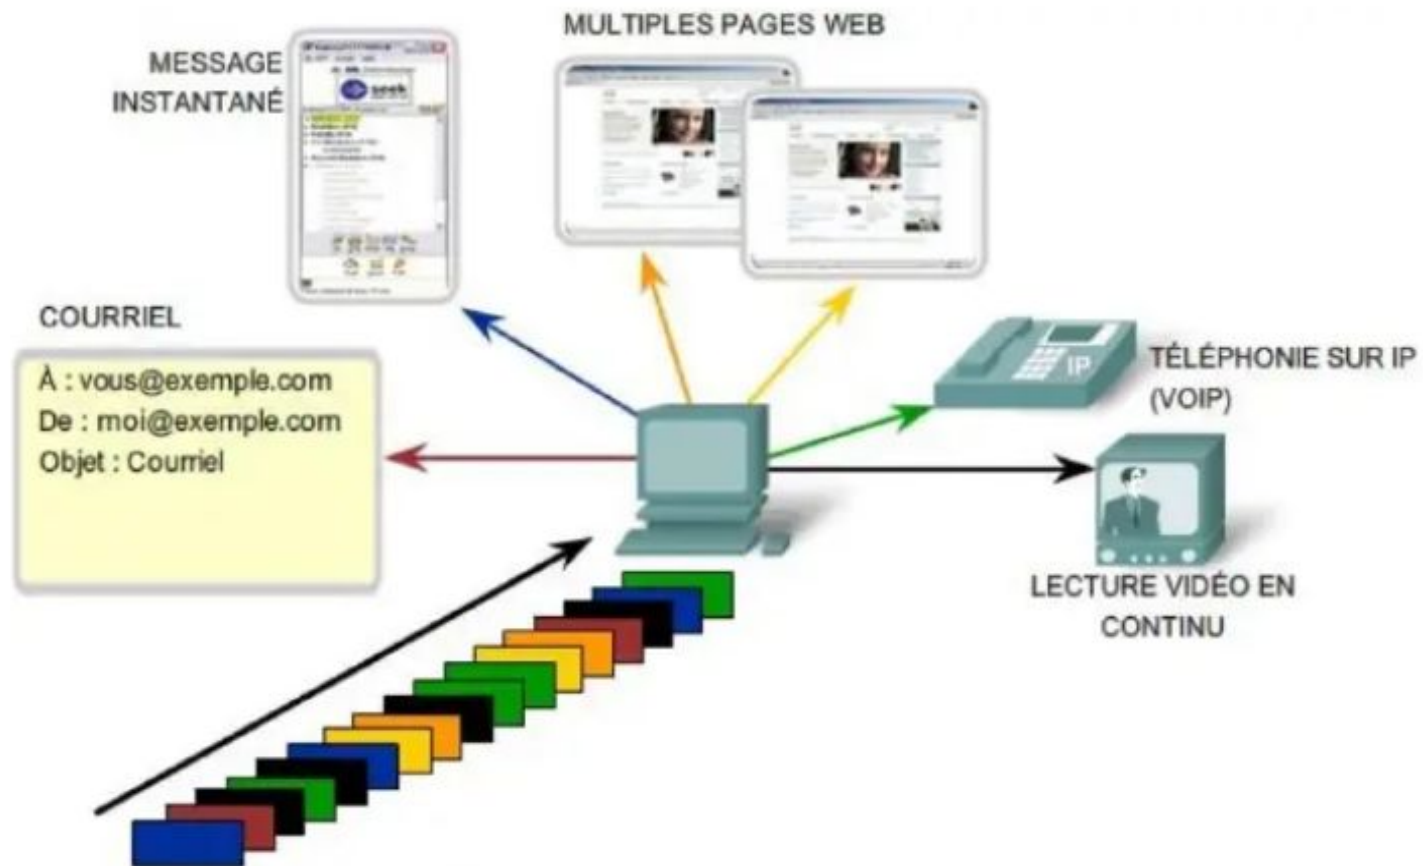 MULTIPLES PAGES WEB
MESSAGE
INSTANTANÉ
seek
COURRIEL
À : vous@exemple.com
De : moi@exemple.com
Objet : Courriel
IP
TÉLÉPHONIE SUR IP
(VOIP)
LECTURE VIDÉO EN
CONTINU